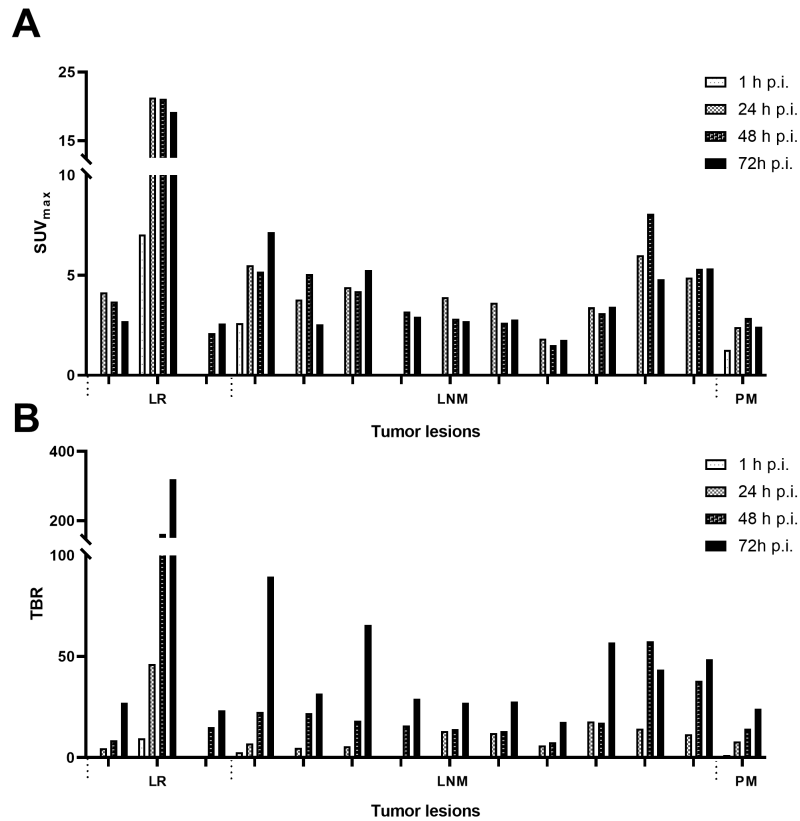 A
25
15
10
5
0
SUVmax
1 h p.i.
24 h p.i.
48 h p.i.
72h p.i.
LR
LNM
PM
Tumor lesions
B
400
200
100
50
0
TBR
1 h p.i.
24 h p.i.
48 h p.i.
72h p.i.
LR
LNM
PM
Tumor lesions